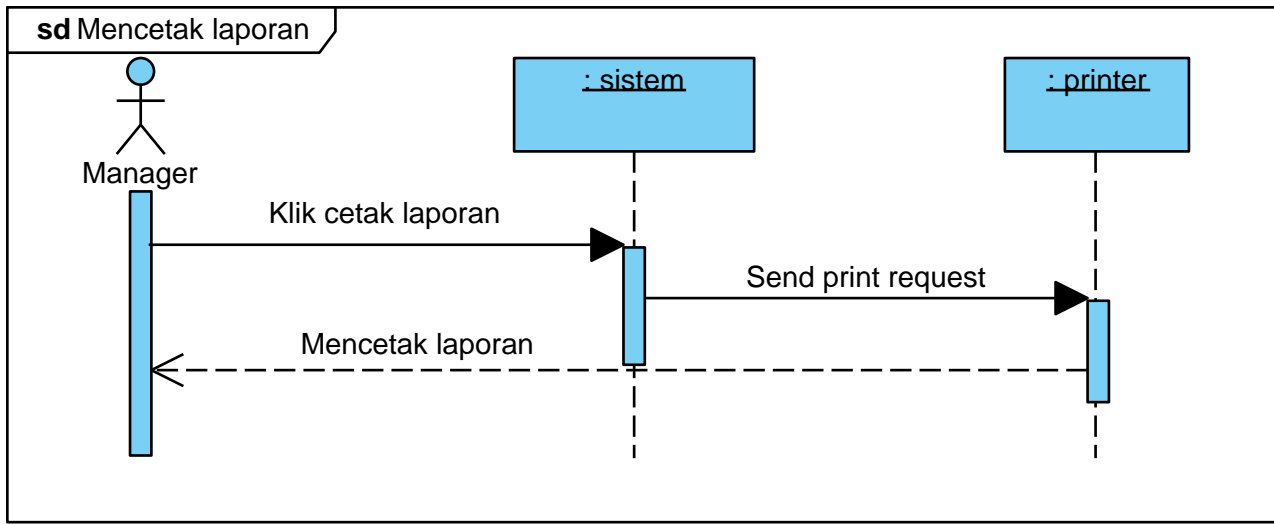 sd Mencetak laporan
: sistem
: printer
Manager
Klik cetak laporan
Send print request
Mencetak laporan